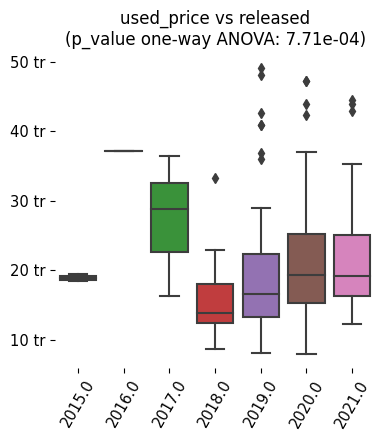 used_price vs released
(p_value one-way ANOVA: 7.71e-04)
50 tr
40 tr
30 tr
20 tr
10 tr
2015.0
2016.0
2017.0
2018.0
2019.0
2020.0
2021.0